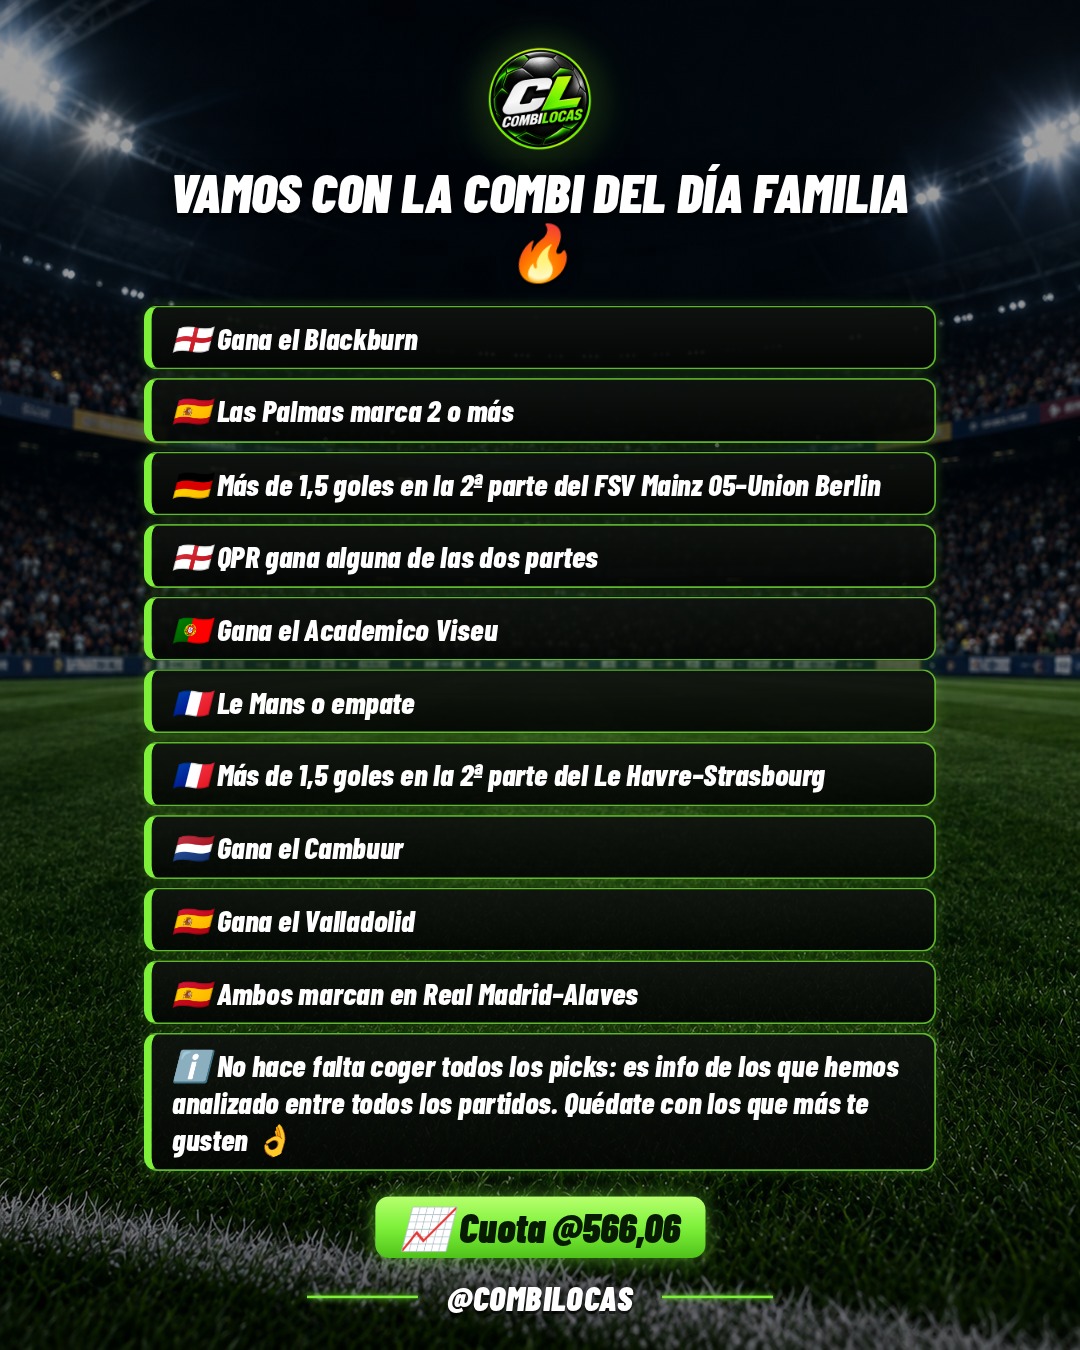 CL
COMBILOCAS
VAMOS CON LA COMBI DEL DÍA FAMILIA
🔥
🏴󠁧󠁢󠁥󠁮󠁧󠁿 Gana el Blackburn
🇪🇸 Las Palmas marca 2 o más
🇩🇪 Más de 1,5 goles en la 2ª parte del FSV Mainz 05-Union Berlin
🏴󠁧󠁢󠁥󠁮󠁧󠁿 QPR gana alguna de las dos partes
🇵🇹 Gana el Academico Viseu
🇫🇷 Le Mans o empate
🇫🇷 Más de 1,5 goles en la 2ª parte del Le Havre-Strasbourg
🇳🇱 Gana el Cambuur
🇪🇸 Gana el Valladolid
🇪🇸 Ambos marcan en Real Madrid-Alaves
ℹ️ No hace falta coger todos los picks: es info de los que hemos
analizado entre todos los partidos. Quédate con los que más te
gusten 👌
📈 Cuota @566,06
@COMBILOCAS